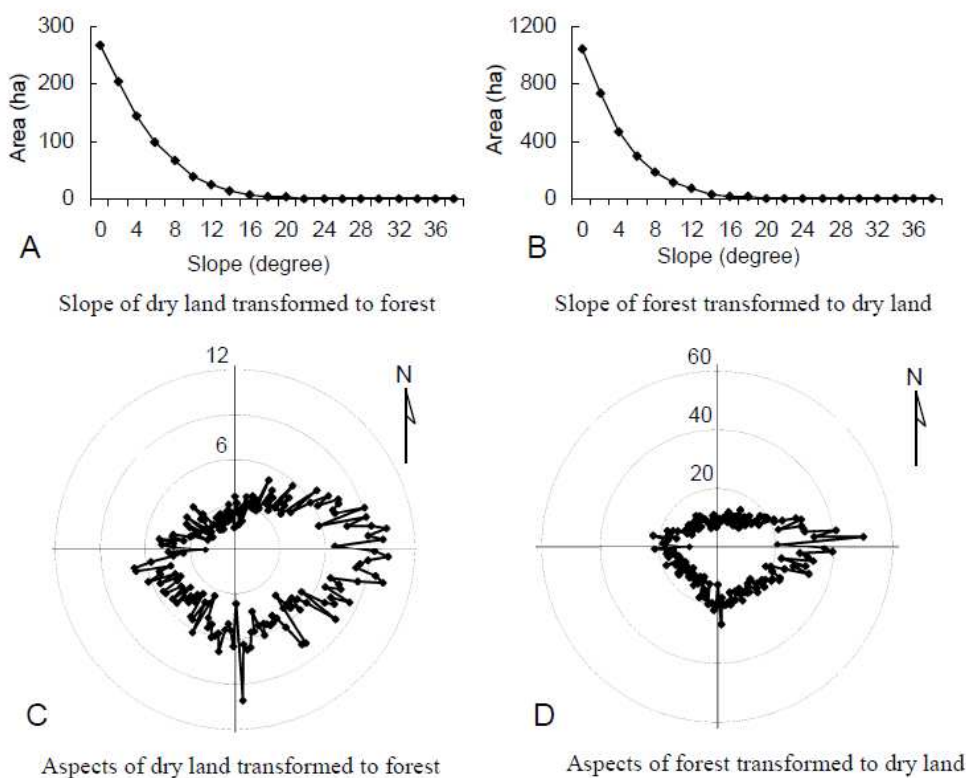 300
200
100
0
Area (ha)
0 4 8 12 16 20 24 28 32 36
A
Slope (degree)
Slope of dry land transformed to forest
1200
800
400
0
Area (ha)
0 4 8 12 16 20 24 28 32 36
B
Slope (degree)
Slope of forest transformed to dry land
12
6
N
C
Aspects of dry land transformed to forest
60
40
20
N
D
Aspects of forest transformed to dry land